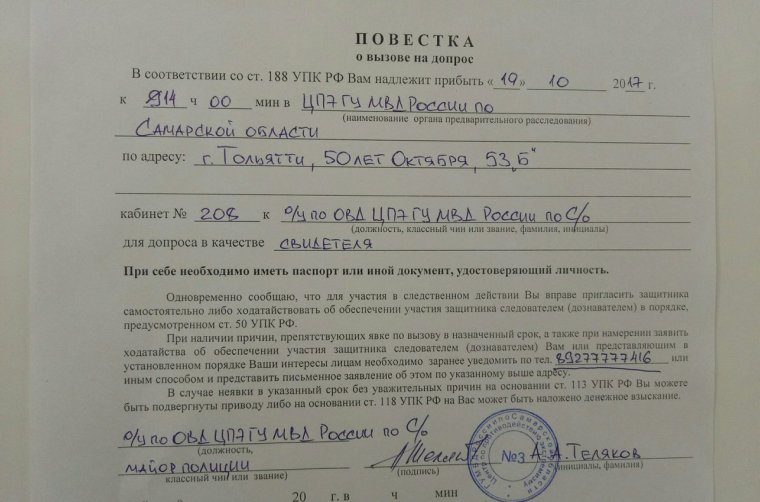 ПОВЕСТКА
о вызове на допрос
В соответствии со ст. 188 УПК РФ Вам надлежит прибыть «19» 10 2017 г.
к 14 ч 00 мин в ЦПЭ ГУ МВД России по
(наименование органа предварительного расследования)
Самарской области
по адресу: г. Тольятти, 50 лет Октября, 53 „Б"
кабинет № 208 к о/у по ОВД ЦПЭ ГУ МВД России по С/о
(должность, классный чин или звание, фамилия, инициалы)
для допроса в качестве свидетеля
При себе необходимо иметь паспорт или иной документ, удостоверяющий личность.
Одновременно сообщаю, что для участия в следственном действии Вы вправе пригласить защитника
самостоятельно либо ходатайствовать об обеспечении участия защитника следователем (дознавателем) в порядке,
предусмотренном ст. 50 УПК РФ.
При наличии причин, препятствующих явке по вызову в назначенный срок, а также при намерении заявить
ходатайства об обеспечении участия защитника следователем (дознавателем) Вам или представляющим в
установленном порядке Ваши интересы лицам необходимо заранее уведомить по тел. 89277777416 или
иным способом и представить письменное заявление об этом по указанному выше адресу.
В случае неявки в указанный срок без уважительных причин на основании ст. 113 УПК РФ Вы можете
быть подвергнуты приводу либо на основании ст. 118 УПК РФ на Вас может быть наложено денежное взыскание.
о/у по ОВД ЦПЭ ГУ МВД России по С/о
(должность,
майор полиции А.А. Теляков
классный чин или звание) (подпись) инициалы, фамилия)
№3
20 г. в ч мин